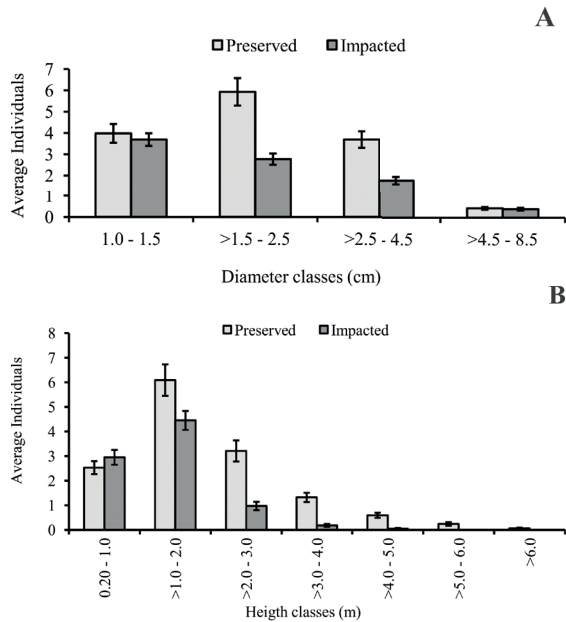 A
Preserved Impacted
Average Individuals
7
6
5
4
3
2
1
0
1.0 - 1.5 >1.5 - 2.5 >2.5 - 4.5 >4.5 - 8.5
Diameter classes (cm)
B
Preserved Impacted
Average Individuals
8
7
6
5
4
3
2
1
0
0.20 - 1.0 >1.0 - 2.0 >2.0 - 3.0 >3.0 - 4.0 >4.0 - 5.0 >5.0 - 6.0 >6.0
Heigth classes (m)